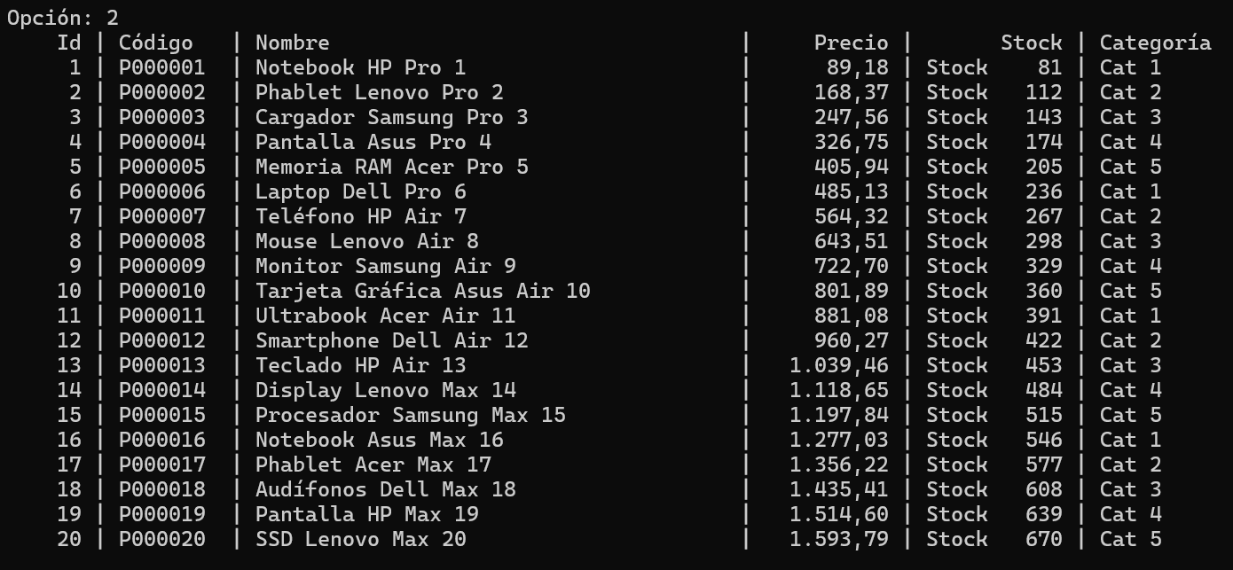 Opción: 2
Id | Código | Nombre | Precio | Stock | Categoría
1 | P000001 | Notebook HP Pro 1 | 89,18 | Stock 81 | Cat 1
2 | P000002 | Phablet Lenovo Pro 2 | 168,37 | Stock 112 | Cat 2
3 | P000003 | Cargador Samsung Pro 3 | 247,56 | Stock 143 | Cat 3
4 | P000004 | Pantalla Asus Pro 4 | 326,75 | Stock 174 | Cat 4
5 | P000005 | Memoria RAM Acer Pro 5 | 405,94 | Stock 205 | Cat 5
6 | P000006 | Laptop Dell Pro 6 | 485,13 | Stock 236 | Cat 1
7 | P000007 | Teléfono HP Air 7 | 564,32 | Stock 267 | Cat 2
8 | P000008 | Mouse Lenovo Air 8 | 643,51 | Stock 298 | Cat 3
9 | P000009 | Monitor Samsung Air 9 | 722,70 | Stock 329 | Cat 4
10 | P000010 | Tarjeta Gráfica Asus Air 10 | 801,89 | Stock 360 | Cat 5
11 | P000011 | Ultrabook Acer Air 11 | 881,08 | Stock 391 | Cat 1
12 | P000012 | Smartphone Dell Air 12 | 960,27 | Stock 422 | Cat 2
13 | P000013 | Teclado HP Air 13 | 1.039,46 | Stock 453 | Cat 3
14 | P000014 | Display Lenovo Max 14 | 1.118,65 | Stock 484 | Cat 4
15 | P000015 | Procesador Samsung Max 15 | 1.197,84 | Stock 515 | Cat 5
16 | P000016 | Notebook Asus Max 16 | 1.277,03 | Stock 546 | Cat 1
17 | P000017 | Phablet Acer Max 17 | 1.356,22 | Stock 577 | Cat 2
18 | P000018 | Audífonos Dell Max 18 | 1.435,41 | Stock 608 | Cat 3
19 | P000019 | Pantalla HP Max 19 | 1.514,60 | Stock 639 | Cat 4
20 | P000020 | SSD Lenovo Max 20 | 1.593,79 | Stock 670 | Cat 5